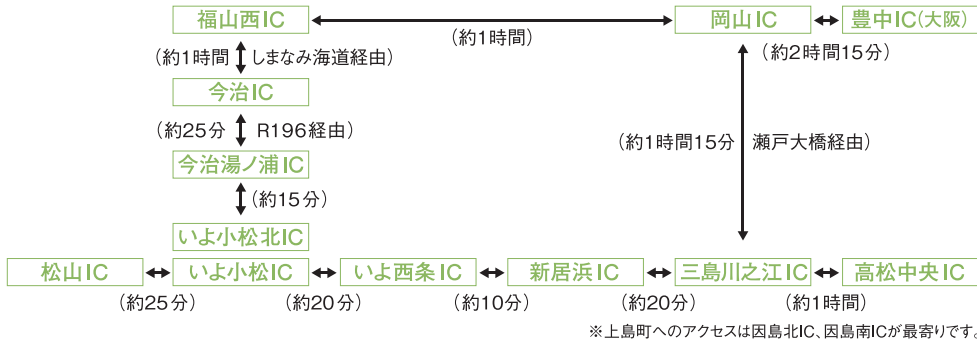 福山西IC
岡山IC
豊中IC(大阪)
(約1時間)
(約2時間15分)
(約1時間 しまなみ海道経由)
今治IC
(約25分 R196経由)
(約1時間15分 瀬戸大橋経由)
今治湯ノ浦IC
(約15分)
いよ小松北IC
松山IC
いよ小松IC
いよ西条IC
新居浜IC
三島川之江IC
高松中央IC
(約25分)
(約20分)
(約10分)
(約20分)
(約1時間)
※上島町へのアクセスは因島北IC、因島南ICが最寄りです。